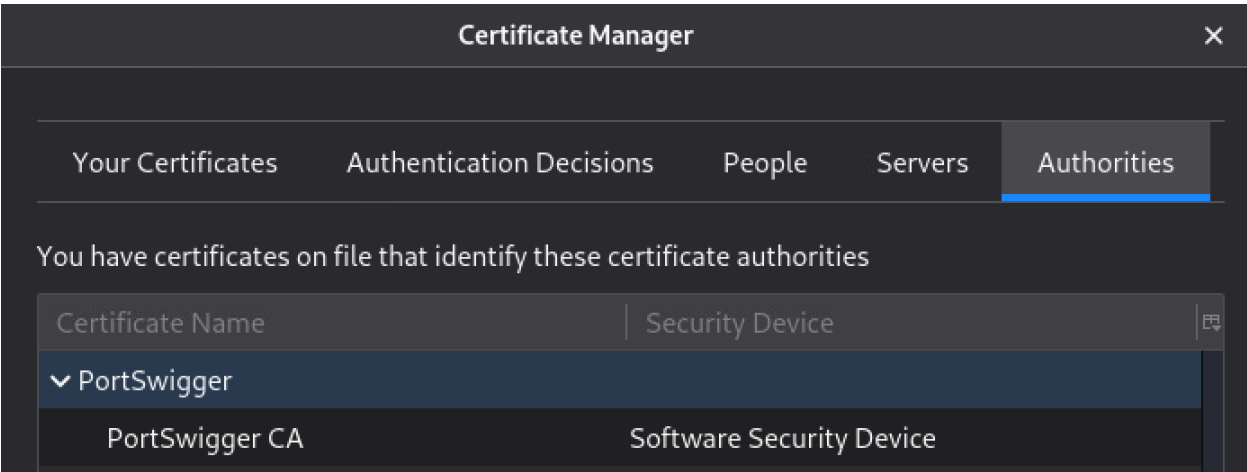 Certificate Manager
Your Certificates Authentication Decisions People Servers Authorities
You have certificates on file that identify these certificate authorities
Certificate Name Security Device
PortSwigger
PortSwigger CA Software Security Device